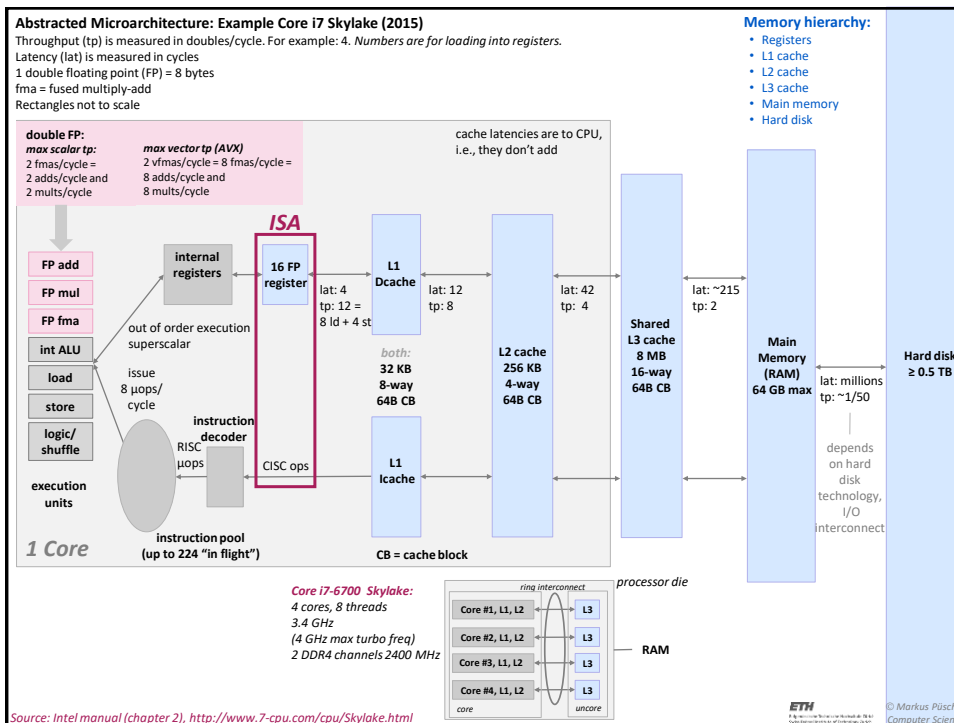 Abstracted Microarchitecture: Example Core i7 Skylake (2015)
Throughput (tp) is measured in doubles/cycle. For example: 4. Numbers are for loading into registers.
Latency (lat) is measured in cycles
1 double floating point (FP) = 8 bytes
fma = fused multiply-add
Rectangles not to scale
Memory hierarchy:
• Registers
• L1 cache
• L2 cache
• L3 cache
• Main memory
• Hard disk
double FP:
max scalar tp:
2 fmas/cycle =
2 adds/cycle and
2 mults/cycle
max vector tp (AVX)
2 vfmas/cycle = 8 fmas/cycle =
8 adds/cycle and
8 mults/cycle
cache latencies are to CPU,
i.e., they don't add
ISA
FP add
FP mul
FP fma
int ALU
load
store
logic/
shuffle
execution
units
internal
registers
16 FP
register
lat: 4
tp: 12 =
8 ld + 4 st
L1
Dcache
lat: 12
tp: 8
L2 cache
256 KB
4-way
64B CB
lat: 42
tp: 4
Shared
L3 cache
8 MB
16-way
64B CB
lat: ~215
tp: 2
Main
Memory
(RAM)
64 GB max
lat: millions
tp: ~1/50
Hard disk
≥ 0.5 TB
depends
on hard
disk
technology,
I/O
interconnect
out of order execution
superscalar
both:
32 KB
8-way
64B CB
issue
8 μops/
cycle
instruction
decoder
RISC
μops
CISC ops
L1
Icache
instruction pool
(up to 224 "in flight")
1 Core
CB = cache block
Core i7-6700 Skylake:
4 cores, 8 threads
3.4 GHz
(4 GHz max turbo freq)
2 DDR4 channels 2400 MHz
ring interconnect
processor die
Core #1, L1, L2
L3
Core #2, L1, L2
L3
Core #3, L1, L2
L3
Core #4, L1, L2
L3
core
uncore
RAM
Source: Intel manual (chapter 2), http://www.7-cpu.com/cpu/Skylake.html
ETH
© Markus Püsch
Computer Scien